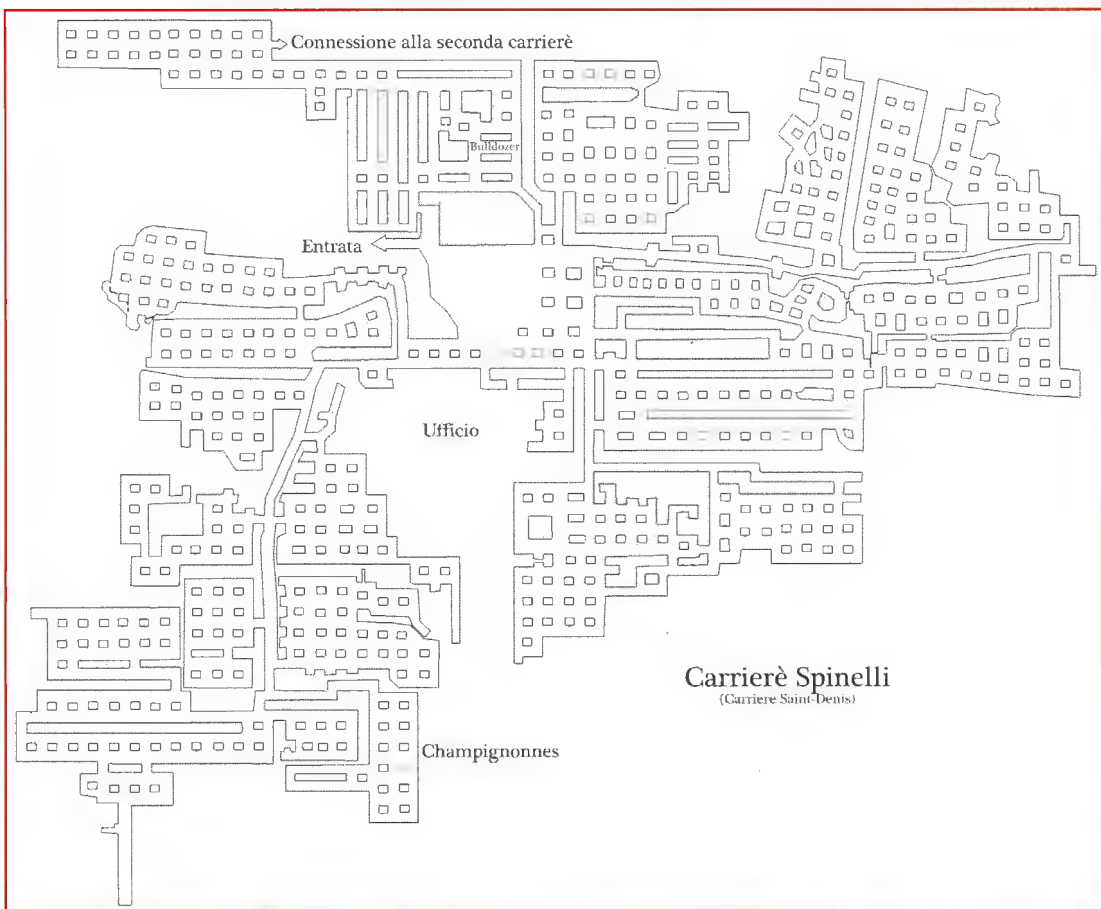 Connessione alla seconda carrierè
Bulldozer
Entrata
Ufficio
Carrierè Spinelli
(Carriere Saint-Denis)
Champignonnes